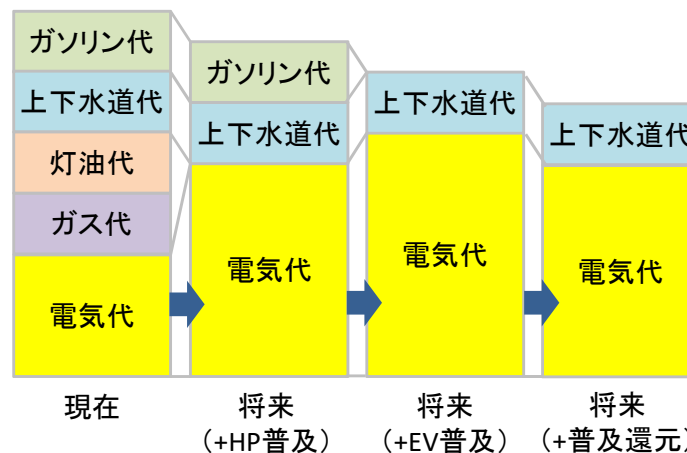 ガソリン代
上下水道代
灯油代
ガス代
電気代
現在
ガソリン代
上下水道代
電気代
将来
（+HP普及）
上下水道代
電気代
将来
（+EV普及）
上下水道代
電気代
将来
（+普及還元）